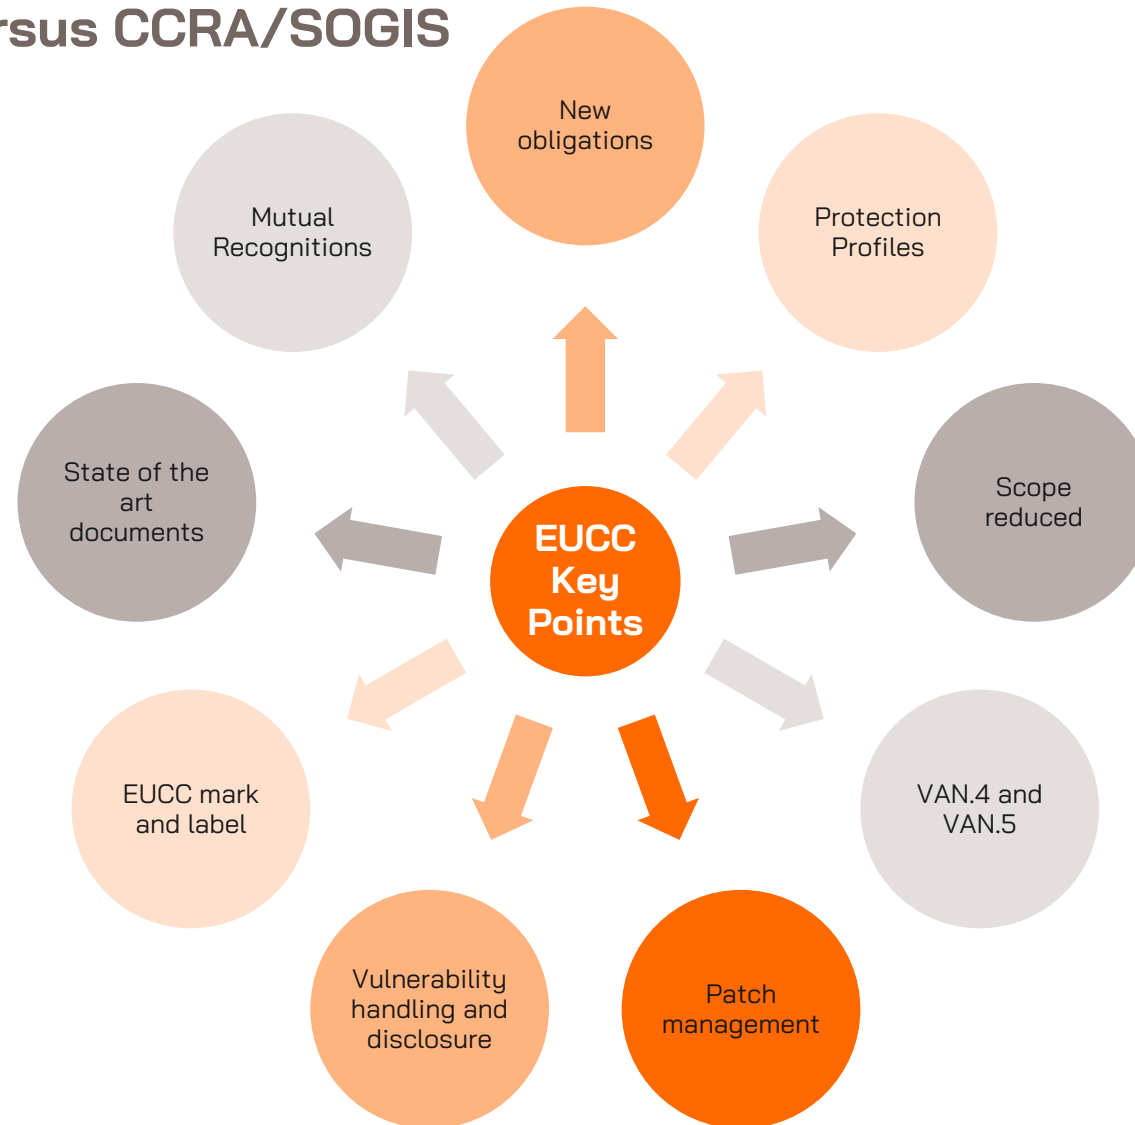 rsus CCRA/SOGIS
New
obligations
Mutual
Recognitions
Protection
Profiles
State of the
art
documents
Scope
reduced
EUCC
Key
Points
EUCC mark
and label
VAN.4 and
VAN.5
Vulnerability
handling and
disclosure
Patch
management